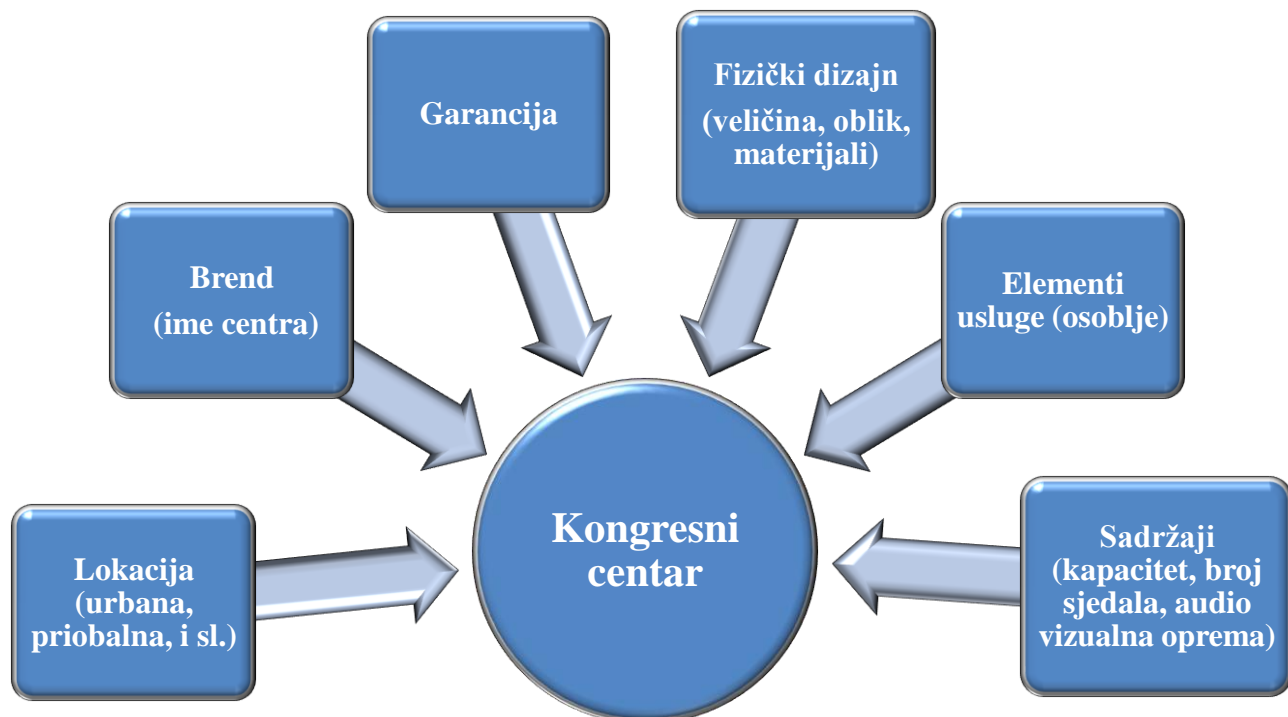 Garancija
Fizički dizajn
(veličina, oblik,
materijali)
Brend
(ime centra)
Elementi
usluge (osoblje)
Lokacija
(urbana,
priobalna, i sl.)
Kongresni
centar
Sadržaji
(kapacitet, broj
sjedala, audio
vizualna oprema)